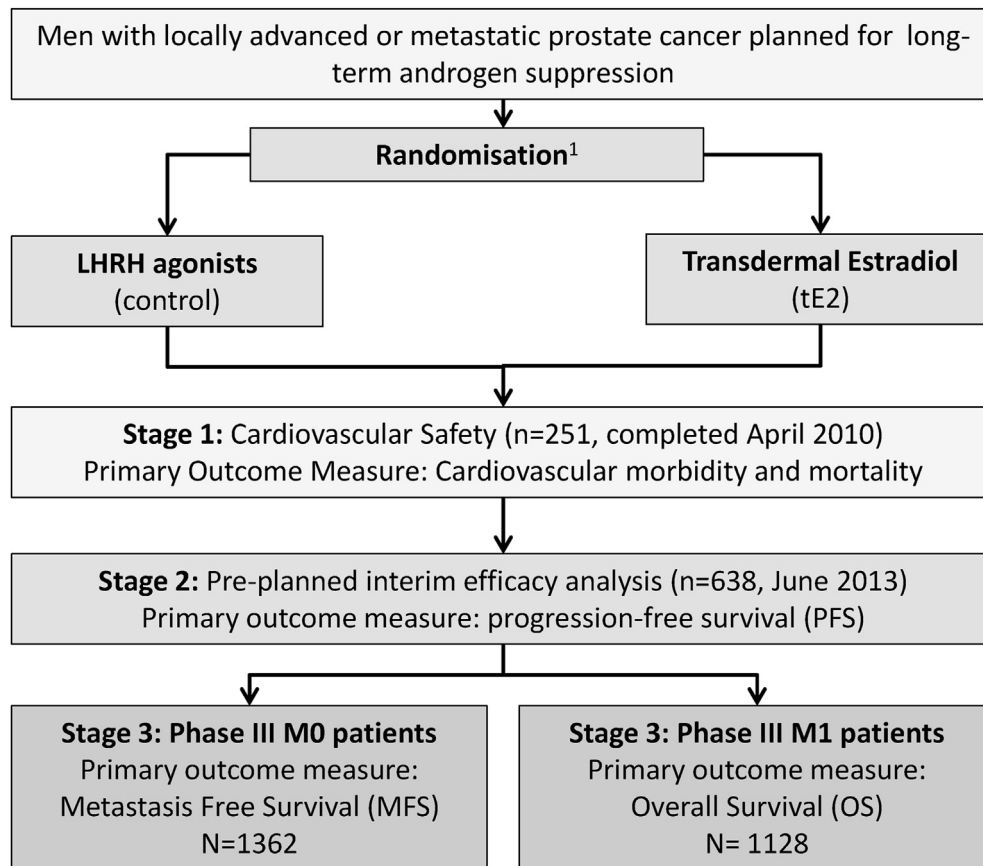 Men with locally advanced or metastatic prostate cancer planned for long-
term androgen suppression
Randomisation¹
LHRH agonists
(control)
Transdermal Estradiol
(tE2)
Stage 1: Cardiovascular Safety (n=251, completed April 2010)
Primary Outcome Measure: Cardiovascular morbidity and mortality
Stage 2: Pre-planned interim efficacy analysis (n=638, June 2013)
Primary outcome measure: progression-free survival (PFS)
Stage 3: Phase III M0 patients
Primary outcome measure:
Metastasis Free Survival (MFS)
N=1362
Stage 3: Phase III M1 patients
Primary outcome measure:
Overall Survival (OS)
N= 1128